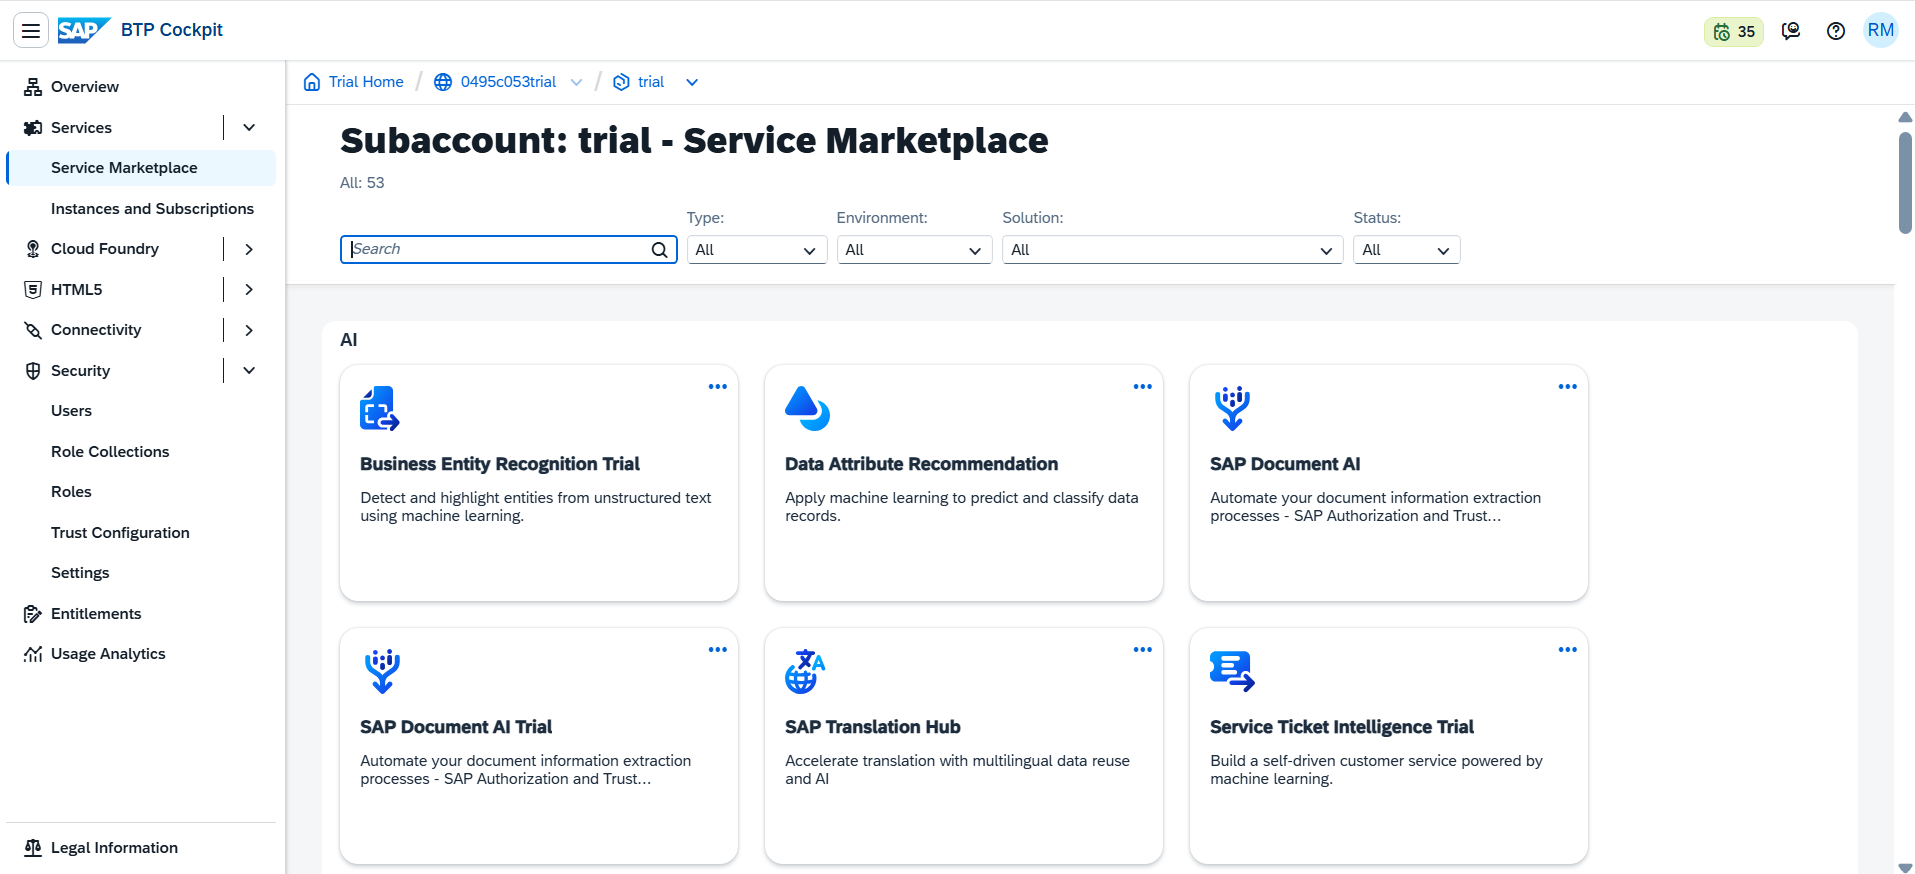 SAP BTP Cockpit
35
RM
Overview
Services
Service Marketplace
Instances and Subscriptions
Cloud Foundry
HTML5
Connectivity
Security
Users
Role Collections
Roles
Trust Configuration
Settings
Entitlements
Usage Analytics
Legal Information
Trial Home / 0495c053trial / trial
Subaccount: trial - Service Marketplace
All: 53
Search
Type:
All
Environment:
All
Solution:
All
Status:
All
AI
Business Entity Recognition Trial
Detect and highlight entities from unstructured text
using machine learning.
Data Attribute Recommendation
Apply machine learning to predict and classify data
records.
SAP Document AI
Automate your document information extraction
processes - SAP Authorization and Trust...
SAP Document AI Trial
Automate your document information extraction
processes - SAP Authorization and Trust...
SAP Translation Hub
Accelerate translation with multilingual data reuse
and AI
Service Ticket Intelligence Trial
Build a self-driven customer service powered by
machine learning.